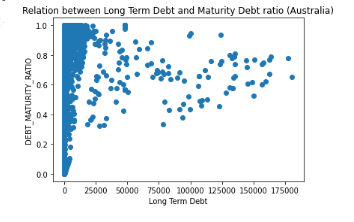 Relation between Long Term Debt and Maturity Debt ratio (Australia)
1.0
0.8
0.6
0.4
0.2
0.0
DEBT_MATURITY_RATIO
0 25000 50000 75000 100000 125000 150000 175000
Long Term Debt